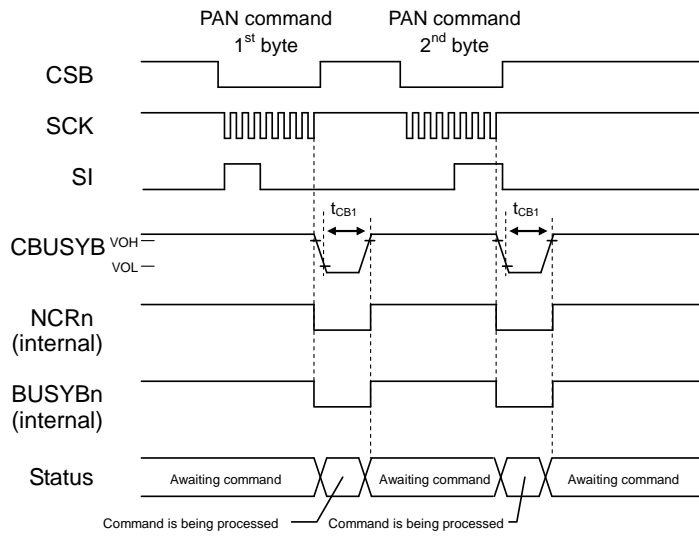 PAN command
1st byte
PAN command
2nd byte
CSB
SCK
SI
tCB1
tCB1
CBUSYB
VOH
VOL
NCRn
(internal)
BUSYBn
(internal)
Status
Awaiting command
Awaiting command
Awaiting command
Command is being processed
Command is being processed